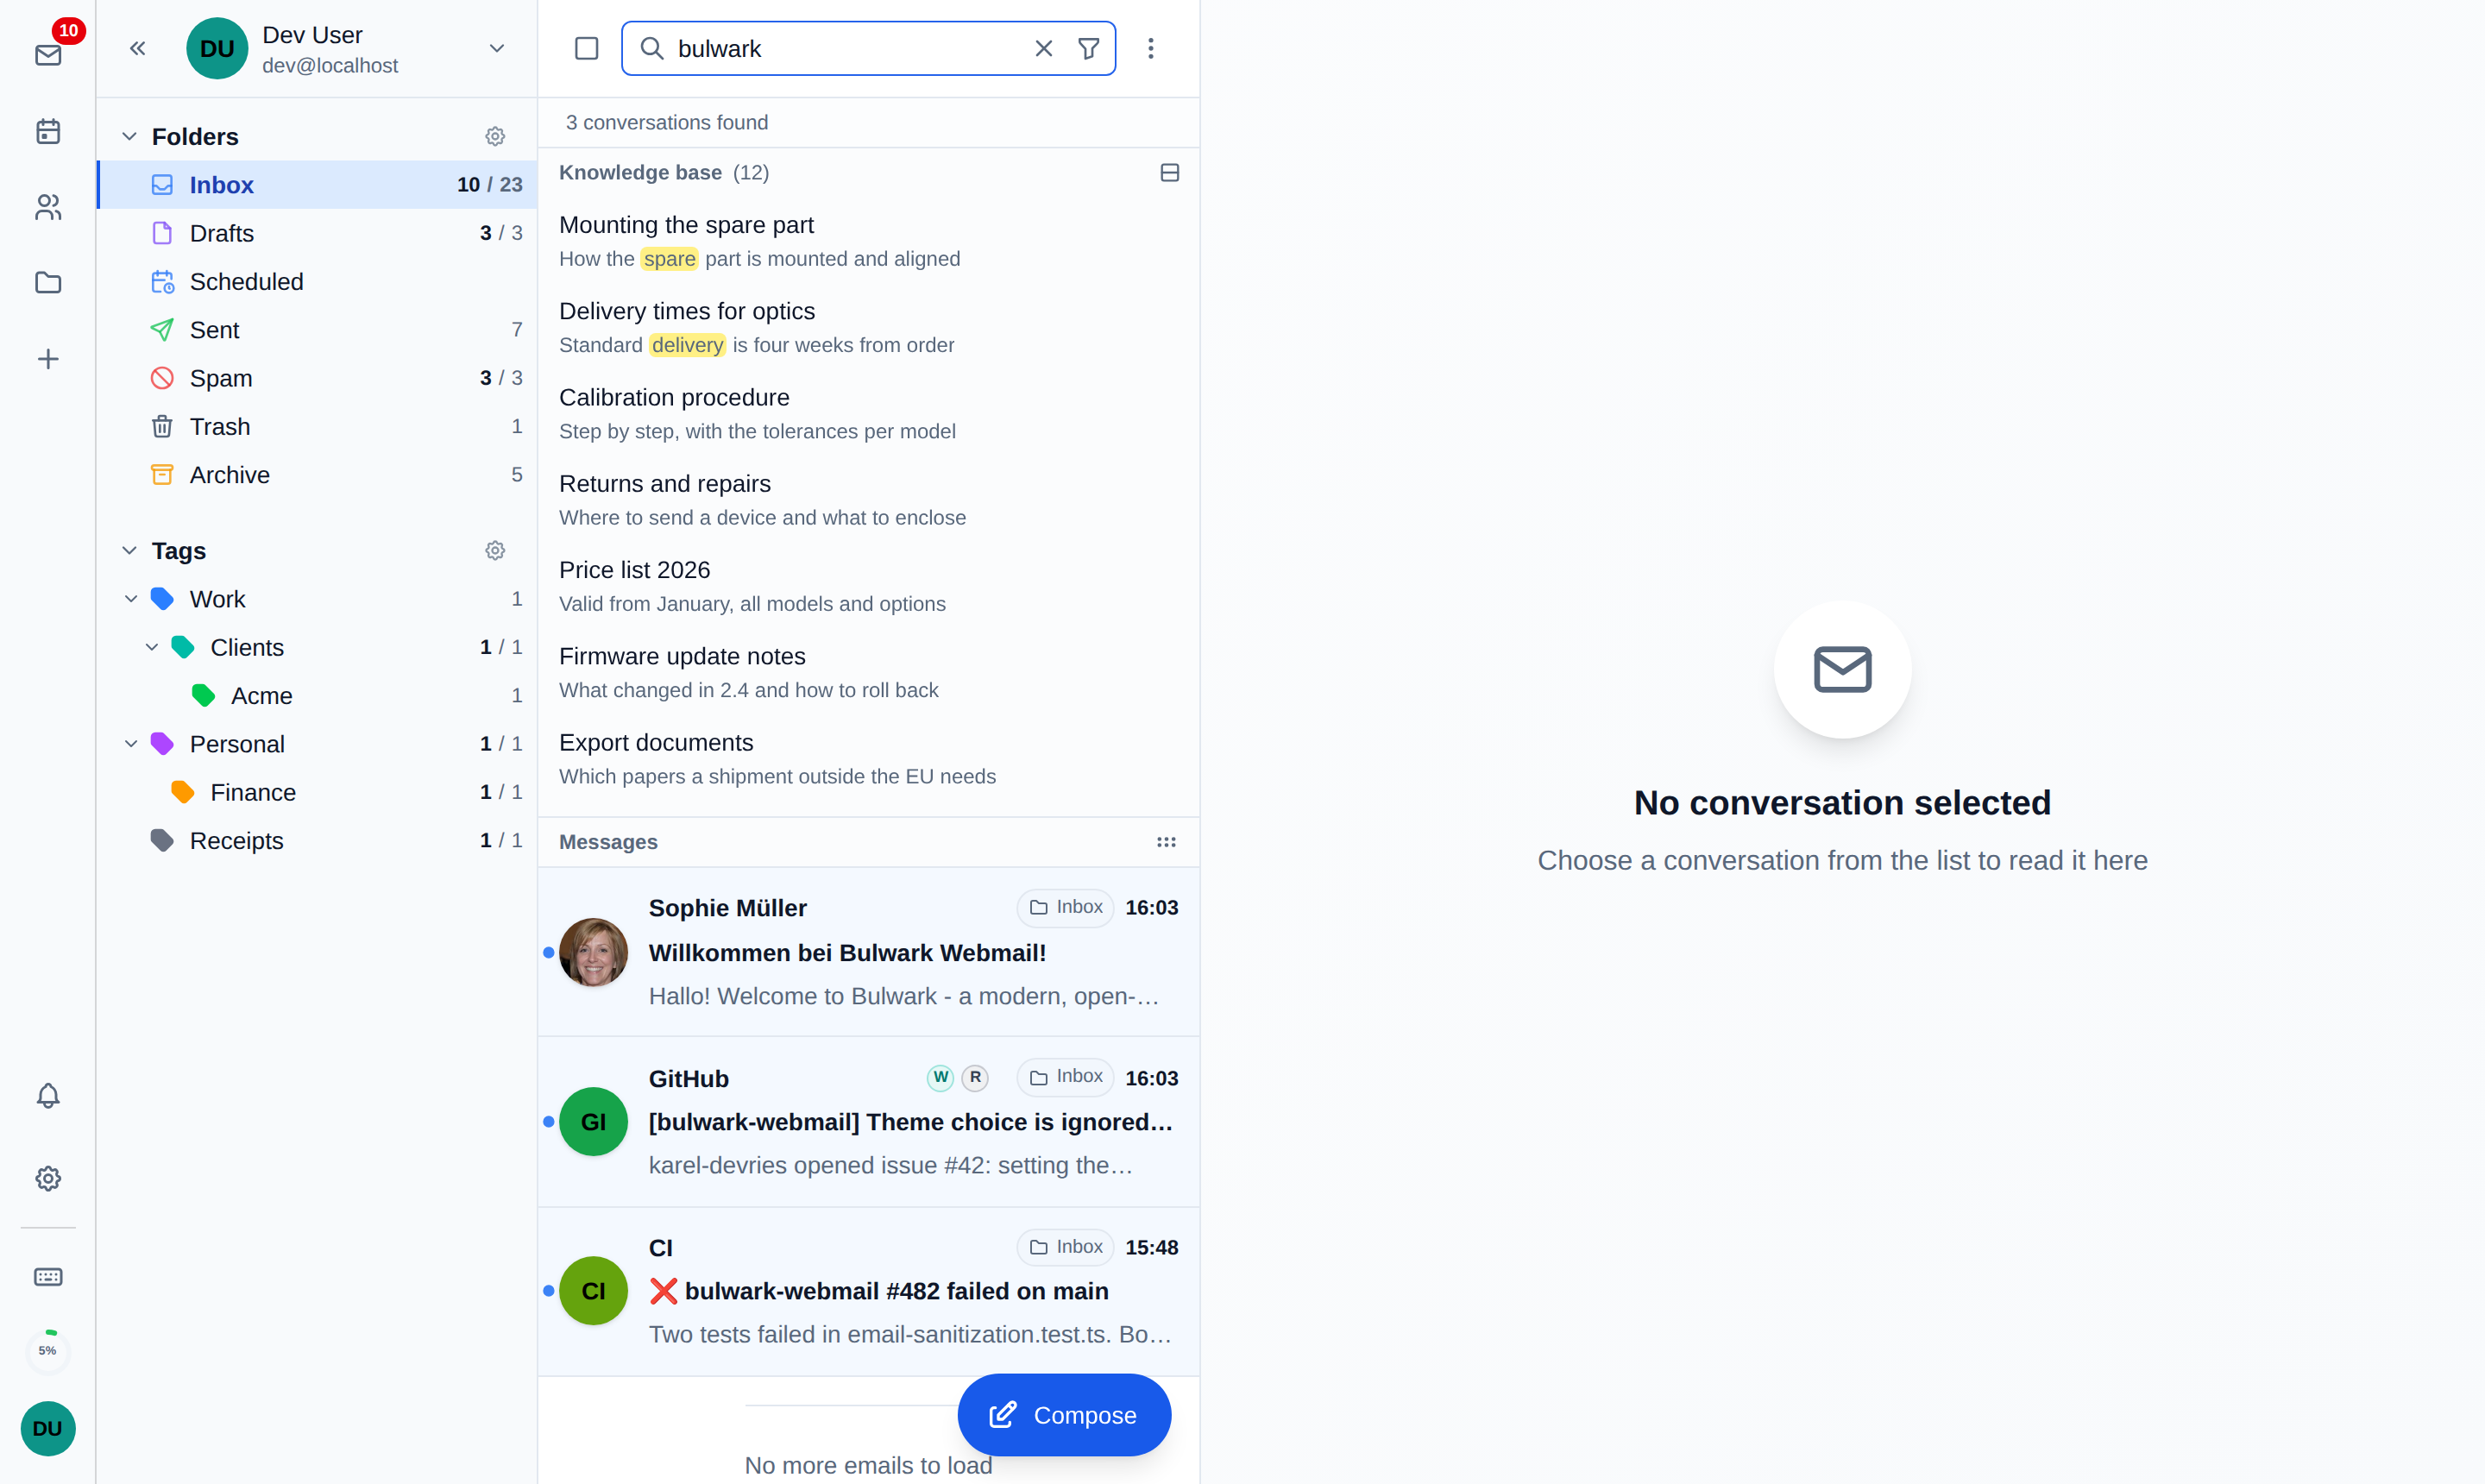 10
DU
Dev User
dev@localhost
Folders
Inbox 10 / 23
Drafts 3 / 3
Scheduled
Sent 7
Spam 3 / 3
Trash 1
Archive 5
Tags
Work 1
Clients 1 / 1
Acme 1
Personal 1 / 1
Finance 1 / 1
Receipts 1 / 1
5%
DU
bulwark
3 conversations found
Knowledge base (12)
Mounting the spare part
How the spare part is mounted and aligned
Delivery times for optics
Standard delivery is four weeks from order
Calibration procedure
Step by step, with the tolerances per model
Returns and repairs
Where to send a device and what to enclose
Price list 2026
Valid from January, all models and options
Firmware update notes
What changed in 2.4 and how to roll back
Export documents
Which papers a shipment outside the EU needs
Messages
Sophie Müller Inbox 16:03
Willkommen bei Bulwark Webmail!
Hallo! Welcome to Bulwark - a modern, open-…
GI
GitHub W R Inbox 16:03
[bulwark-webmail] Theme choice is ignored…
karel-devries opened issue #42: setting the…
CI
CI Inbox 15:48
❌ bulwark-webmail #482 failed on main
Two tests failed in email-sanitization.test.ts. Bo…
Compose
No more emails to load
No conversation selected
Choose a conversation from the list to read it here